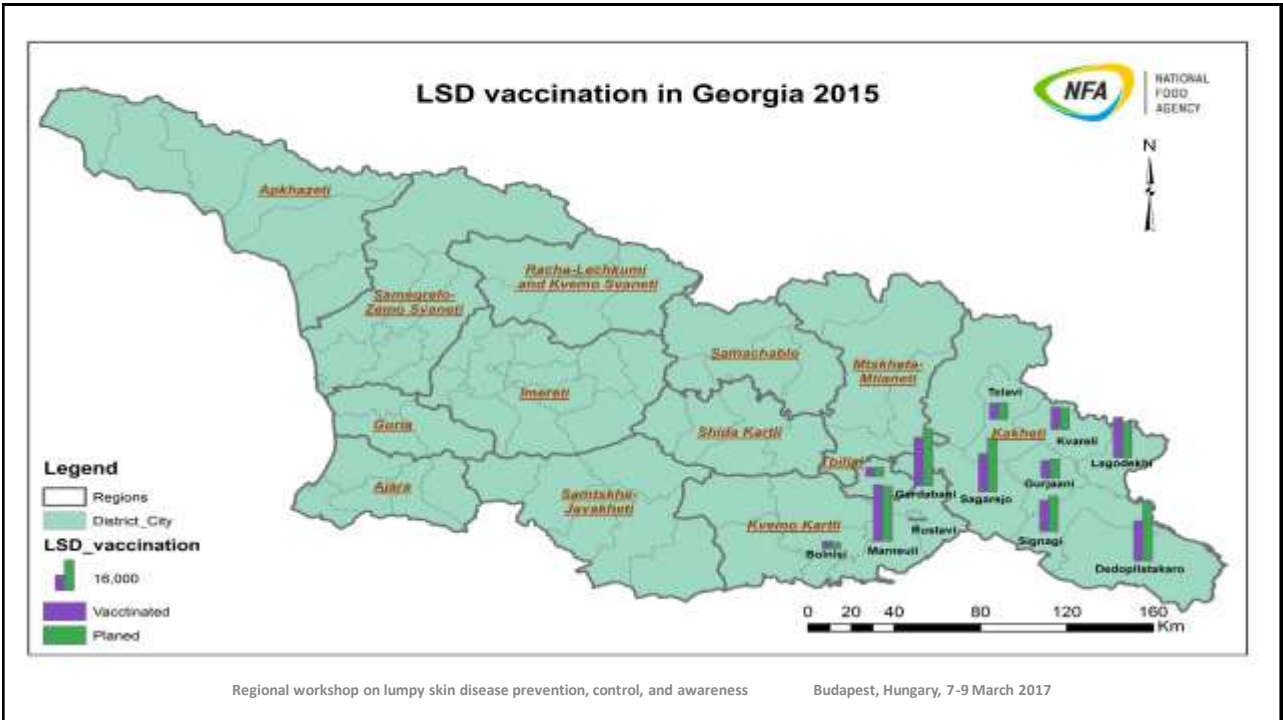 LSD vaccination in Georgia 2015
NFA
NATIONAL
FOOD
AGENCY
N
Apkhazeti
Racha-Lechkumi
and Kvemo Svaneti
Samegrelo-
Zemo Svaneti
Samachablo
Mtskheta-
Mtianeti
Imereti
Telavi
Kakheti
Kvareli
Guria
Shida Kartli
Lagodekhi
Tbilisi
Gurjaani
Gardabani
Sagarejo
Ajara
Samtskhe-
Javakheti
Kvemo Kartli
Rustavi
Signagi
Bolnisi
Marneuli
Dedoplistskaro
Legend
Regions
District_City
LSD_vaccination
16,000
Vacctinated
Planed
0 20 40 80 120 160
Km
Regional workshop on lumpy skin disease prevention, control, and awareness Budapest, Hungary, 7-9 March 2017